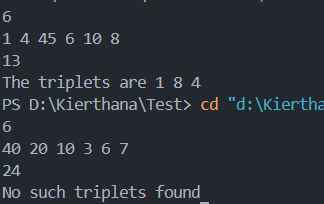 6
1 4 45 6 10 8
13
The triplets are 1 8 4
PS D:\Kierthana\Test> cd "d:\Kiertha
6
40 20 10 3 6 7
24
No such triplets found